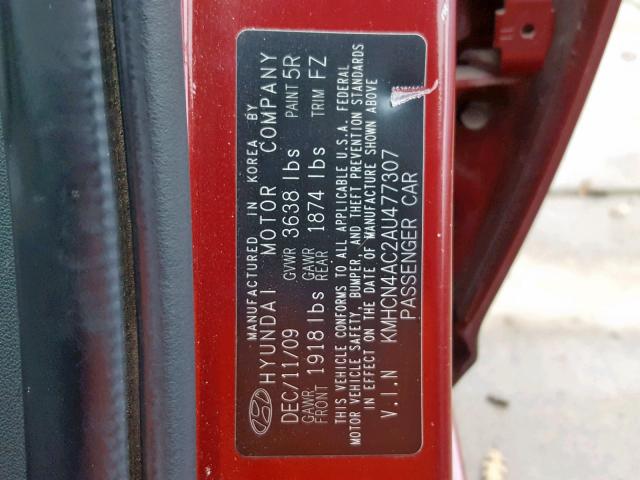 MANUFACTURED IN KOREA BY
HYUNDAI MOTOR COMPANY
DEC/11/09 GVWR 3638 lbs PAINT 5R
GAWR FRONT 1918 lbs GAWR REAR 1874 lbs TRIM FZ
THIS VEHICLE CONFORMS TO ALL APPLICABLE U.S.A. FEDERAL
MOTOR VEHICLE SAFETY, BUMPER, AND THEFT PREVENTION STANDARDS
IN EFFECT ON THE DATE OF MANUFACTURE SHOWN ABOVE
V.I.N KMHCN4AC2AU477307
PASSENGER CAR